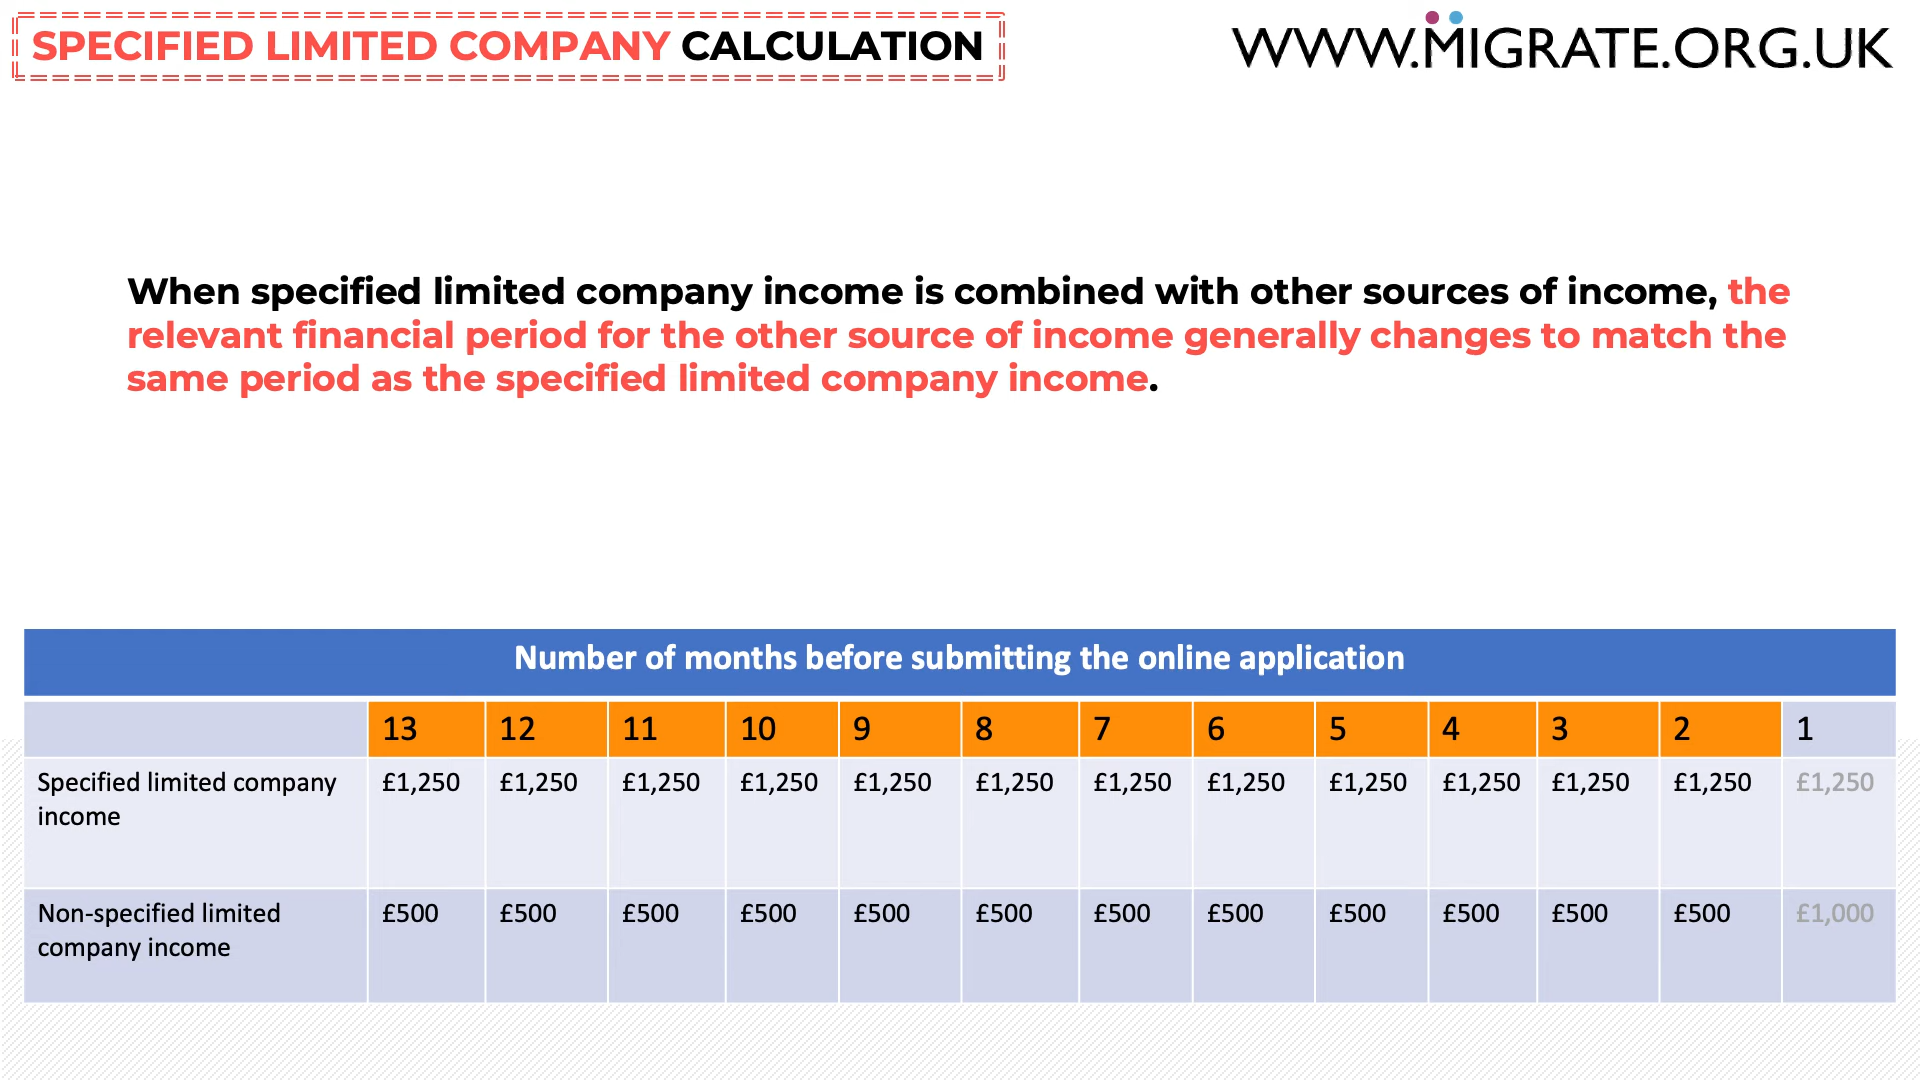 SPECIFIED LIMITED COMPANY CALCULATION
WWW.MIGRATE.ORG.UK
When specified limited company income is combined with other sources of income, the
relevant financial period for the other source of income generally changes to match the
same period as the specified limited company income.
Number of months before submitting the online application
13 12 11 10 9 8 7 6 5 4 3 2 1
Specified limited company £1,250 £1,250 £1,250 £1,250 £1,250 £1,250 £1,250 £1,250 £1,250 £1,250 £1,250 £1,250 £1,250
income
Non-specified limited £500 £500 £500 £500 £500 £500 £500 £500 £500 £500 £500 £500 £1,000
company income